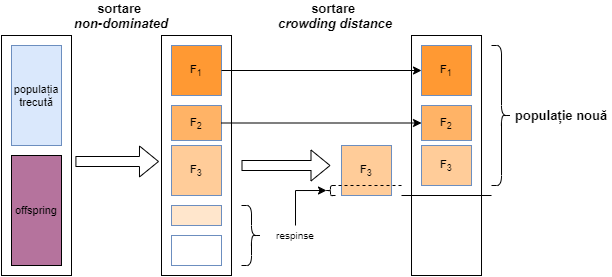 sortare
non-dominated
sortare
crowding distance
populația
trecută
offspring
F1
F2
F3
F3
F1
F2
F3
populație nouă
respinse